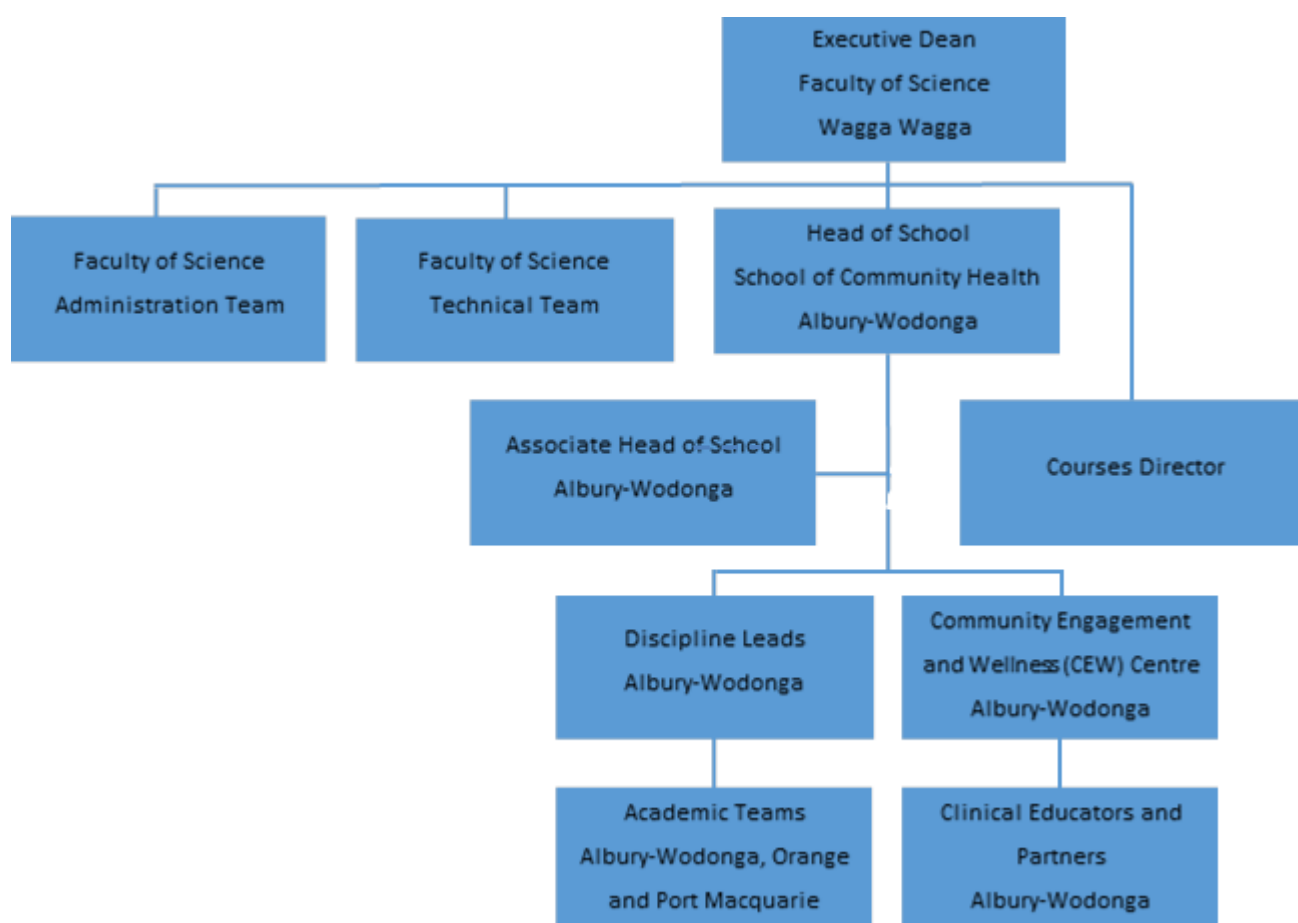 Executive Dean
Faculty of Science
Wagga Wagga
Faculty of Science
Administration Team
Faculty of Science
Technical Team
Head of School
School of Community Health
Albury-Wodonga
Associate Head of School
Albury-Wodonga
Courses Director
Discipline Leads
Albury-Wodonga
Community Engagement
and Wellness (CEW) Centre
Albury-Wodonga
Academic Teams
Albury-Wodonga, Orange
and Port Macquarie
Clinical Educators and
Partners
Albury-Wodonga